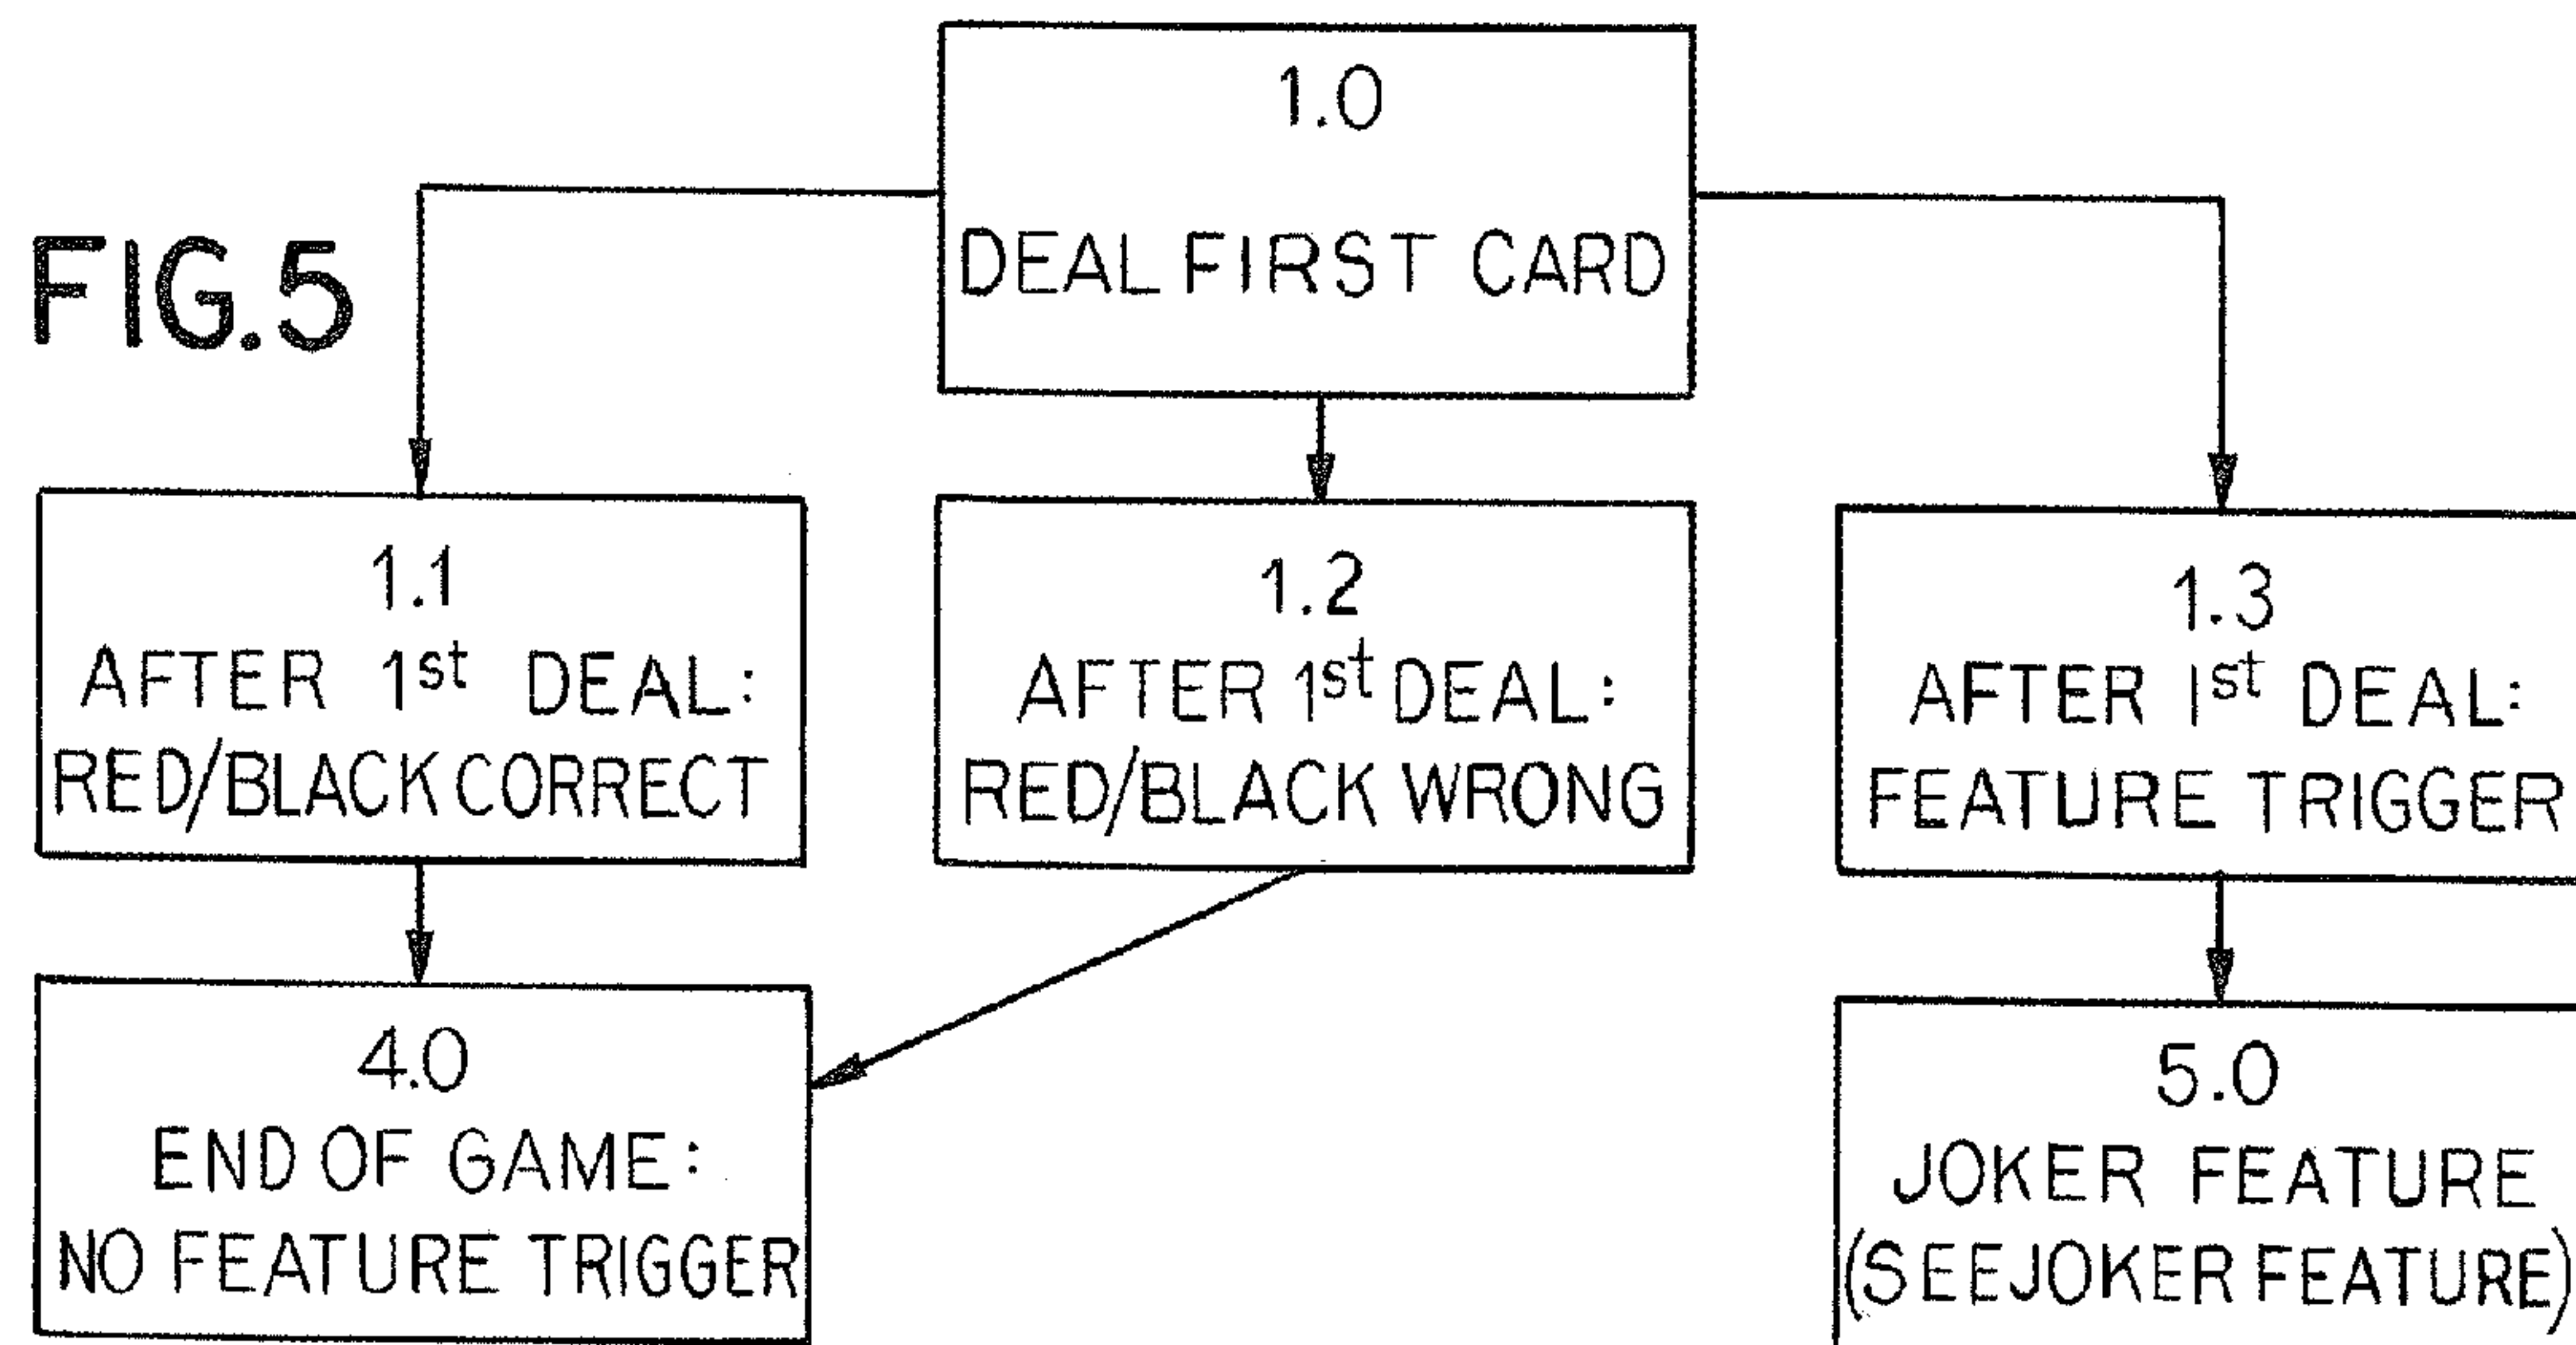 FIG.5
1.0
DEAL FIRST CARD
1.1
AFTER 1st DEAL:
RED/BLACK CORRECT
1.2
AFTER 1st DEAL:
RED/BLACK WRONG
1.3
AFTER 1st DEAL:
FEATURE TRIGGER
4.0
END OF GAME:
NO FEATURE TRIGGER
5.0
JOKER FEATURE
(SEE JOKER FEATURE)